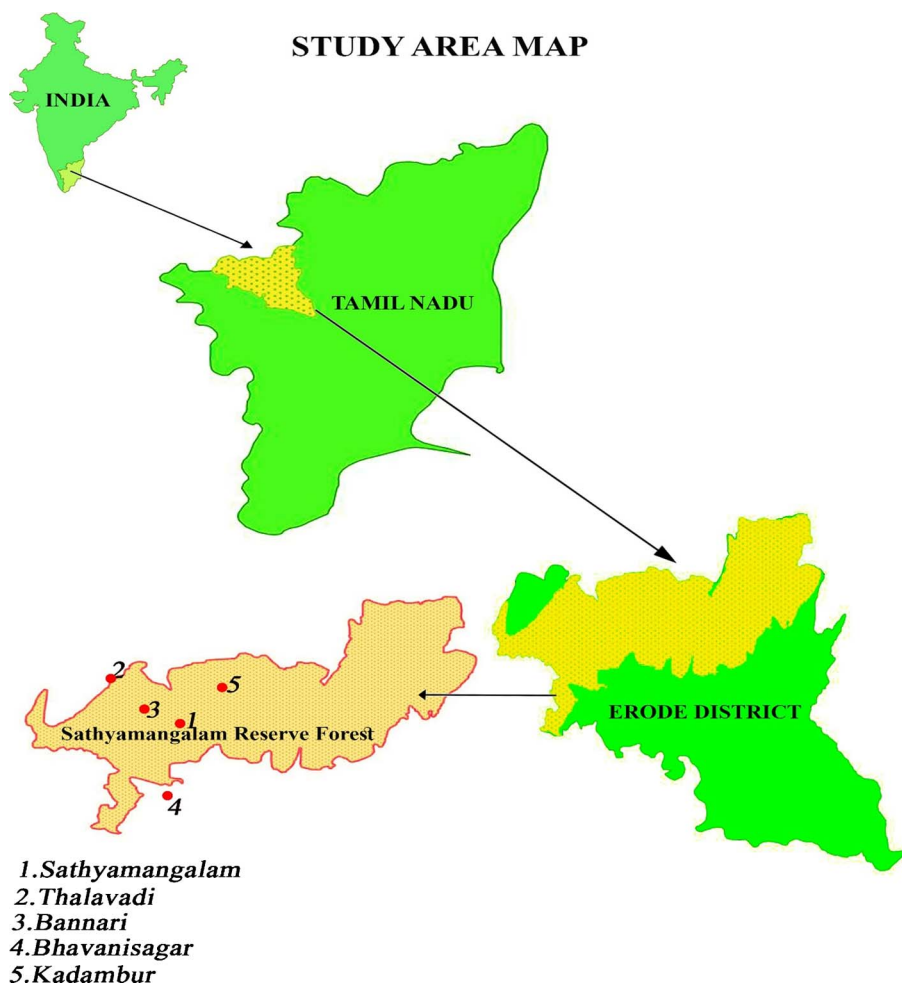 STUDY AREA MAP
INDIA
TAMIL NADU
ERODE DISTRICT
2
5
3
1
Sathyamangalam Reserve Forest
4
1.Sathyamangalam
2.Thalavadi
3.Bannari
4.Bhavanisagar
5.Kadambur